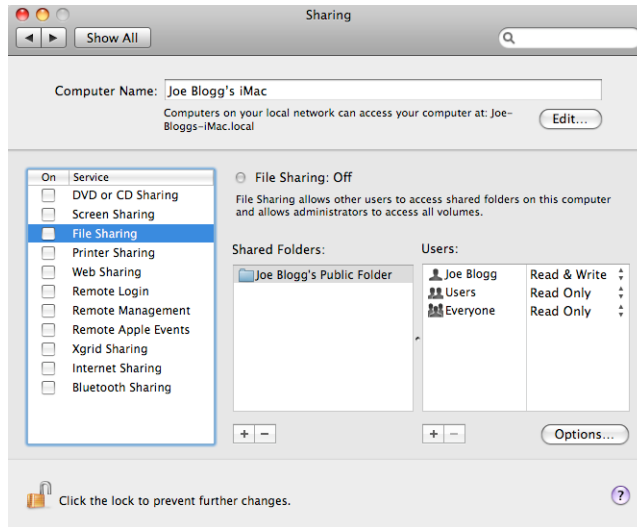 Sharing
Show All
Computer Name: Joe Blogg's iMac
Computers on your local network can access your computer at: Joe-
Bloggs-iMac.local
Edit...
On Service
DVD or CD Sharing
Screen Sharing
File Sharing
Printer Sharing
Web Sharing
Remote Login
Remote Management
Remote Apple Events
Xgrid Sharing
Internet Sharing
Bluetooth Sharing
File Sharing: Off
File Sharing allows other users to access shared folders on this computer
and allows administrators to access all volumes.
Shared Folders:
Joe Blogg's Public Folder
+ −
Users:
Joe Blogg Read & Write
Users Read Only
Everyone Read Only
+ −
Options...
Click the lock to prevent further changes.
?